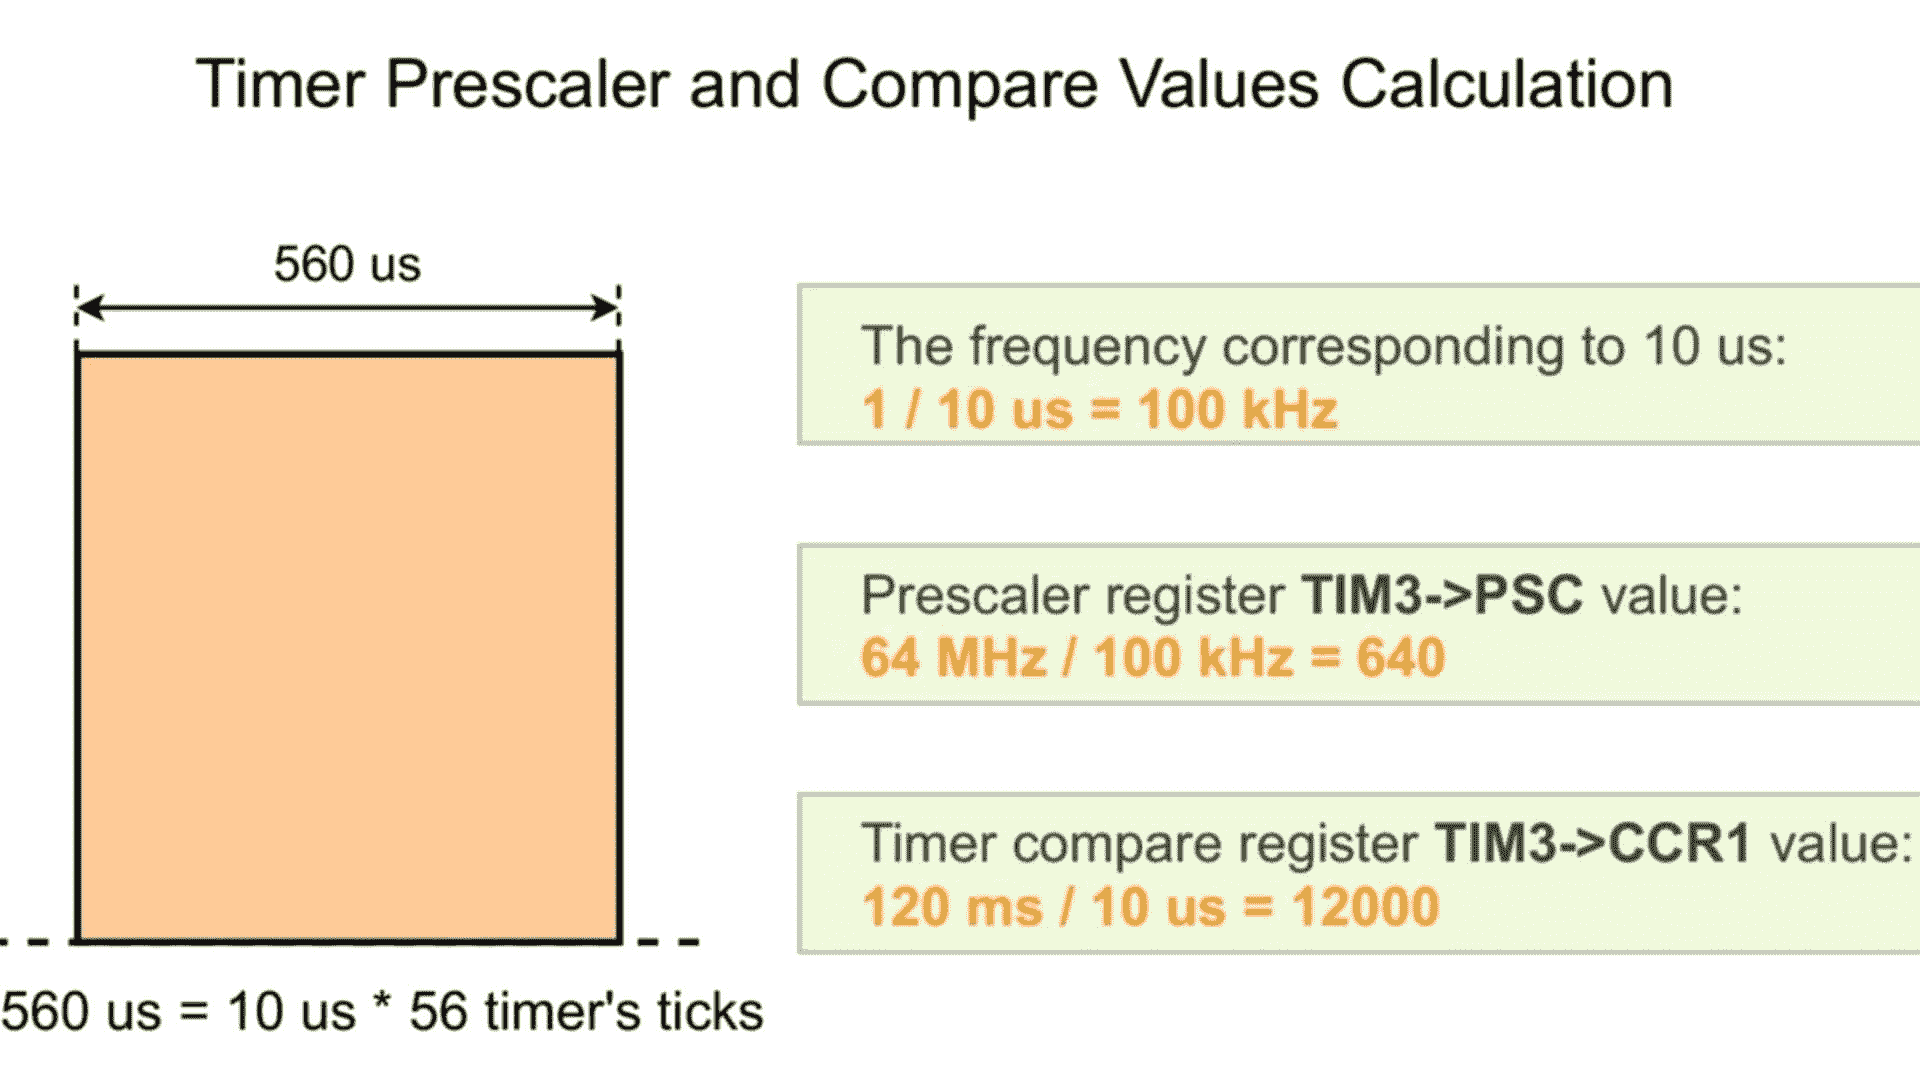 Timer Prescaler and Compare Values Calculation
560 us
The frequency corresponding to 10 us:
1 / 10 us = 100 kHz
Prescaler register TIM3->PSC value:
64 MHz / 100 kHz = 640
Timer compare register TIM3->CCR1 value:
120 ms / 10 us = 12000
560 us = 10 us * 56 timer's ticks